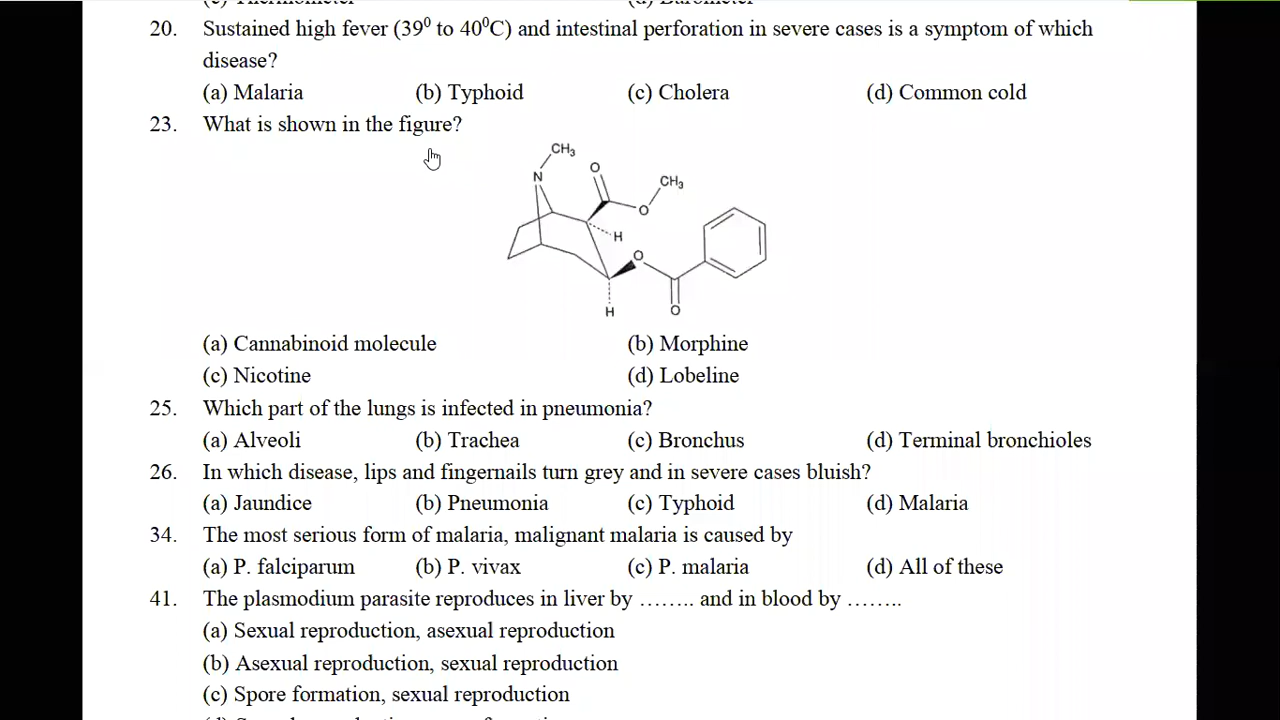 20. Sustained high fever (39⁰ to 40⁰C) and intestinal perforation in severe cases is a symptom of which
disease?
(a) Malaria (b) Typhoid (c) Cholera (d) Common cold
23. What is shown in the figure?
CH₃
N
O
CH₃
O
H
O
H
O
(a) Cannabinoid molecule (b) Morphine
(c) Nicotine (d) Lobeline
25. Which part of the lungs is infected in pneumonia?
(a) Alveoli (b) Trachea (c) Bronchus (d) Terminal bronchioles
26. In which disease, lips and fingernails turn grey and in severe cases bluish?
(a) Jaundice (b) Pneumonia (c) Typhoid (d) Malaria
34. The most serious form of malaria, malignant malaria is caused by
(a) P. falciparum (b) P. vivax (c) P. malaria (d) All of these
41. The plasmodium parasite reproduces in liver by …….. and in blood by ……..
(a) Sexual reproduction, asexual reproduction
(b) Asexual reproduction, sexual reproduction
(c) Spore formation, sexual reproduction